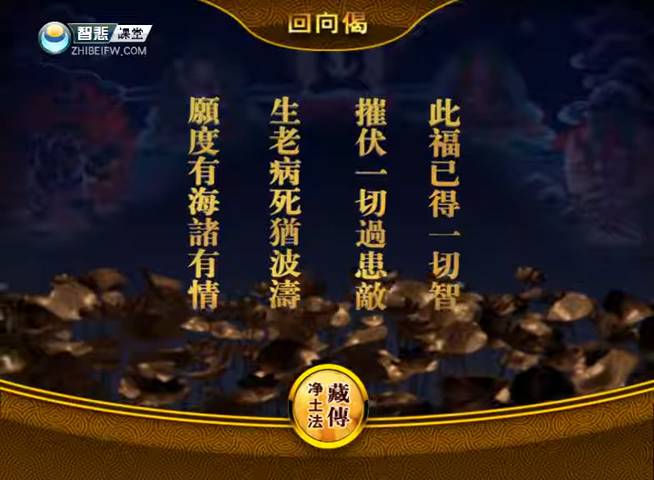 智悲课堂
ZHIBEIFW.COM
回向偈
此福已得一切智
摧伏一切過患敵
生老病死猶波濤
願度有海諸有情
藏傳
净土法